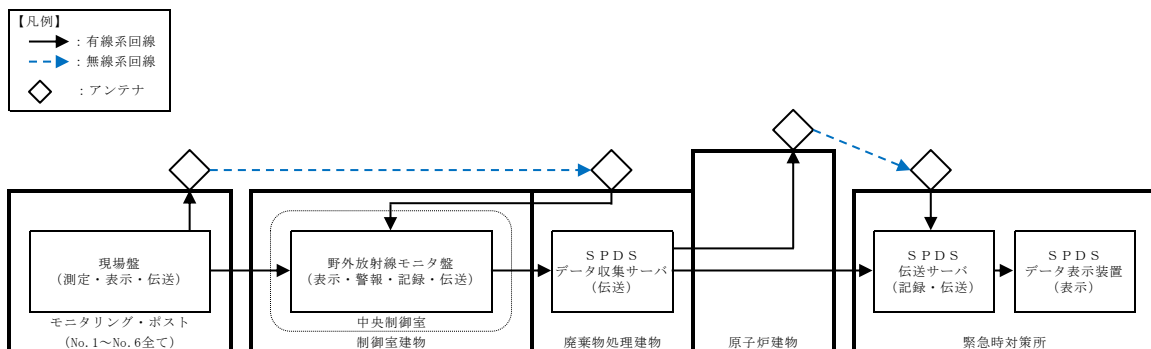 【凡例】
：有線系回線
：無線系回線
：アンテナ
現場盤
（測定・表示・伝送）
モニタリング・ポスト
（No.1～No.6全て）
野外放射線モニタ盤
（表示・警報・記録・伝送）
中央制御室
制御室建物
ＳＰＤＳ
データ収集サーバ
（伝送）
廃棄物処理建物
原子炉建物
ＳＰＤＳ
伝送サーバ
（記録・伝送）
ＳＰＤＳ
データ表示装置
（表示）
緊急時対策所